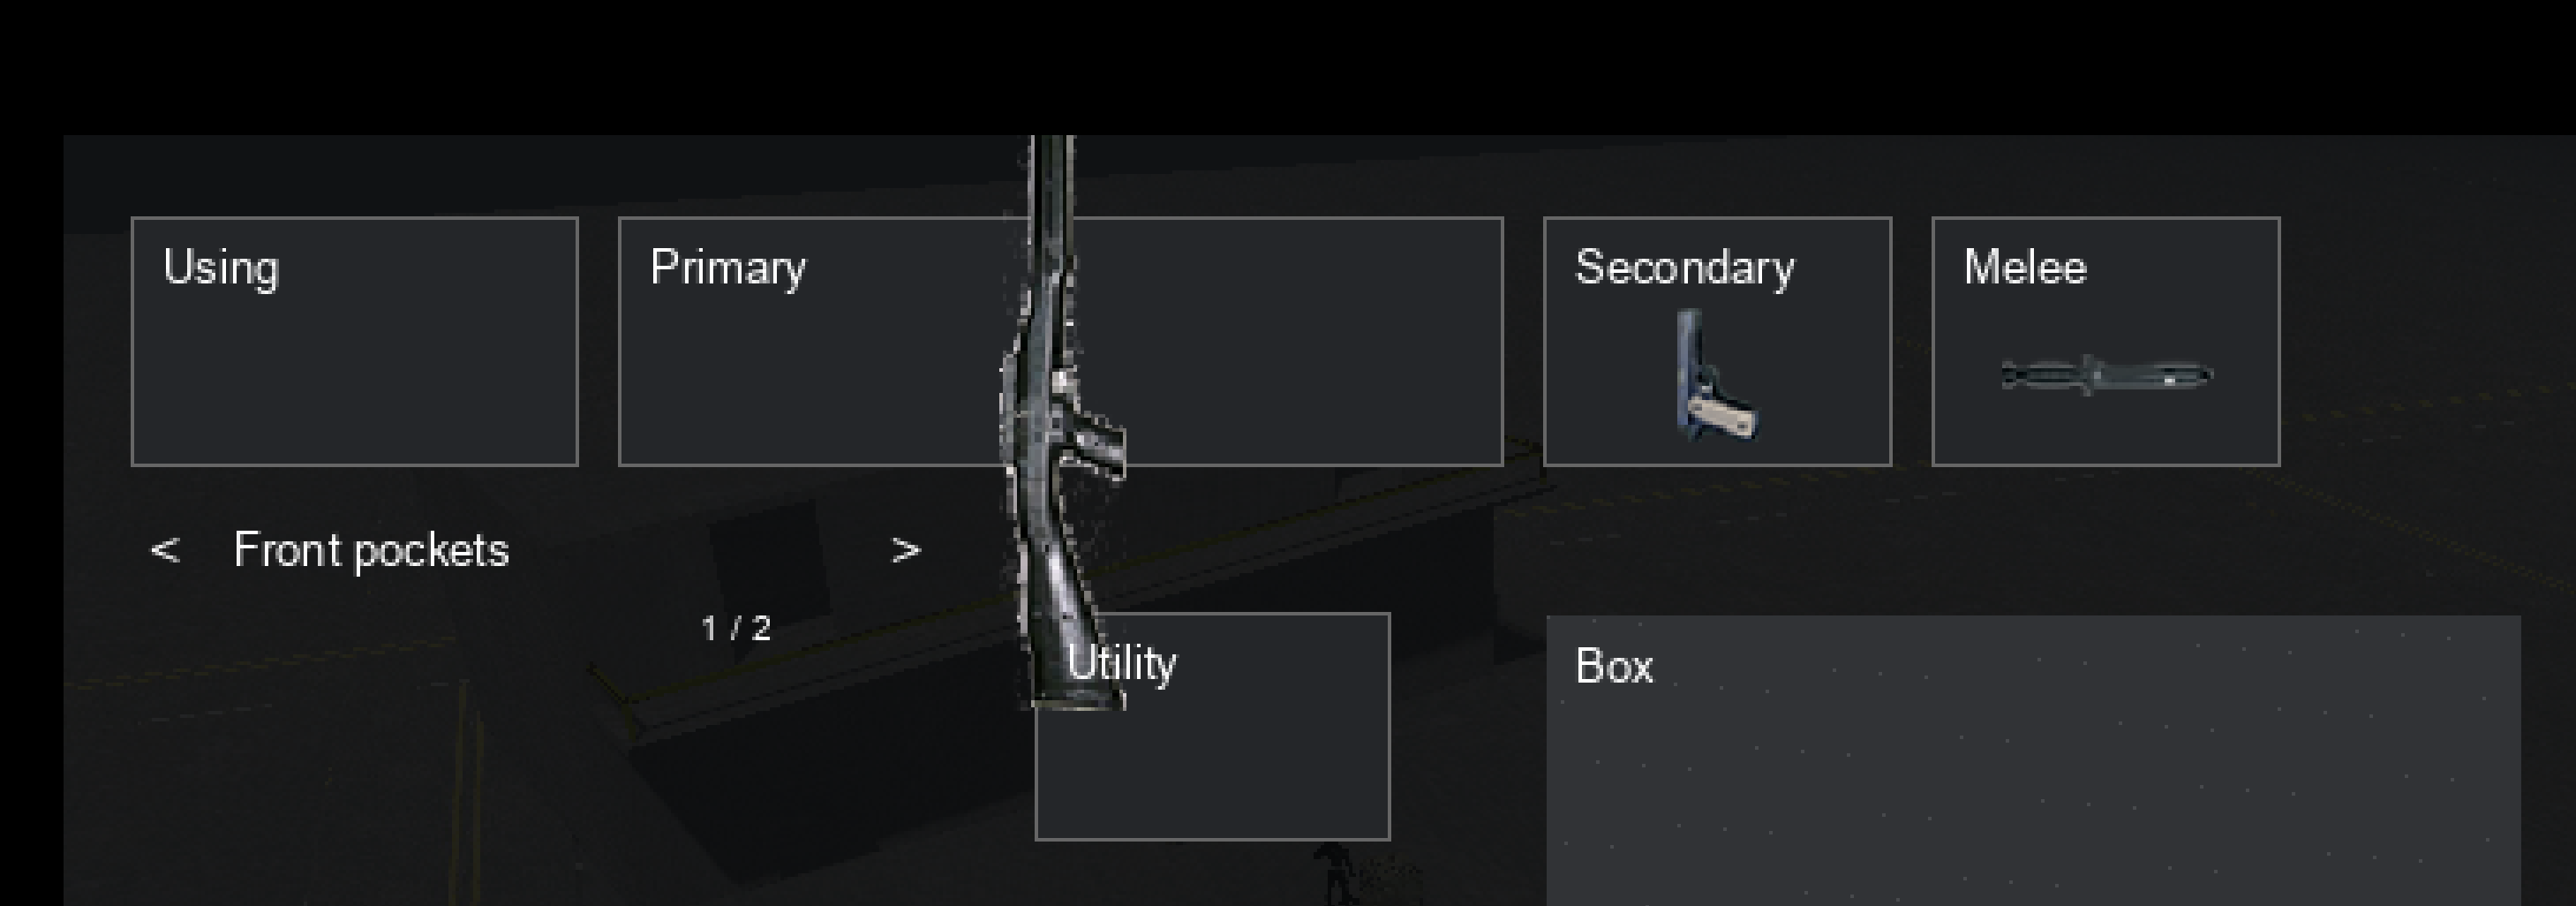 Using
Primary
Secondary
Melee
< Front pockets >
1 / 2
Utility
Box